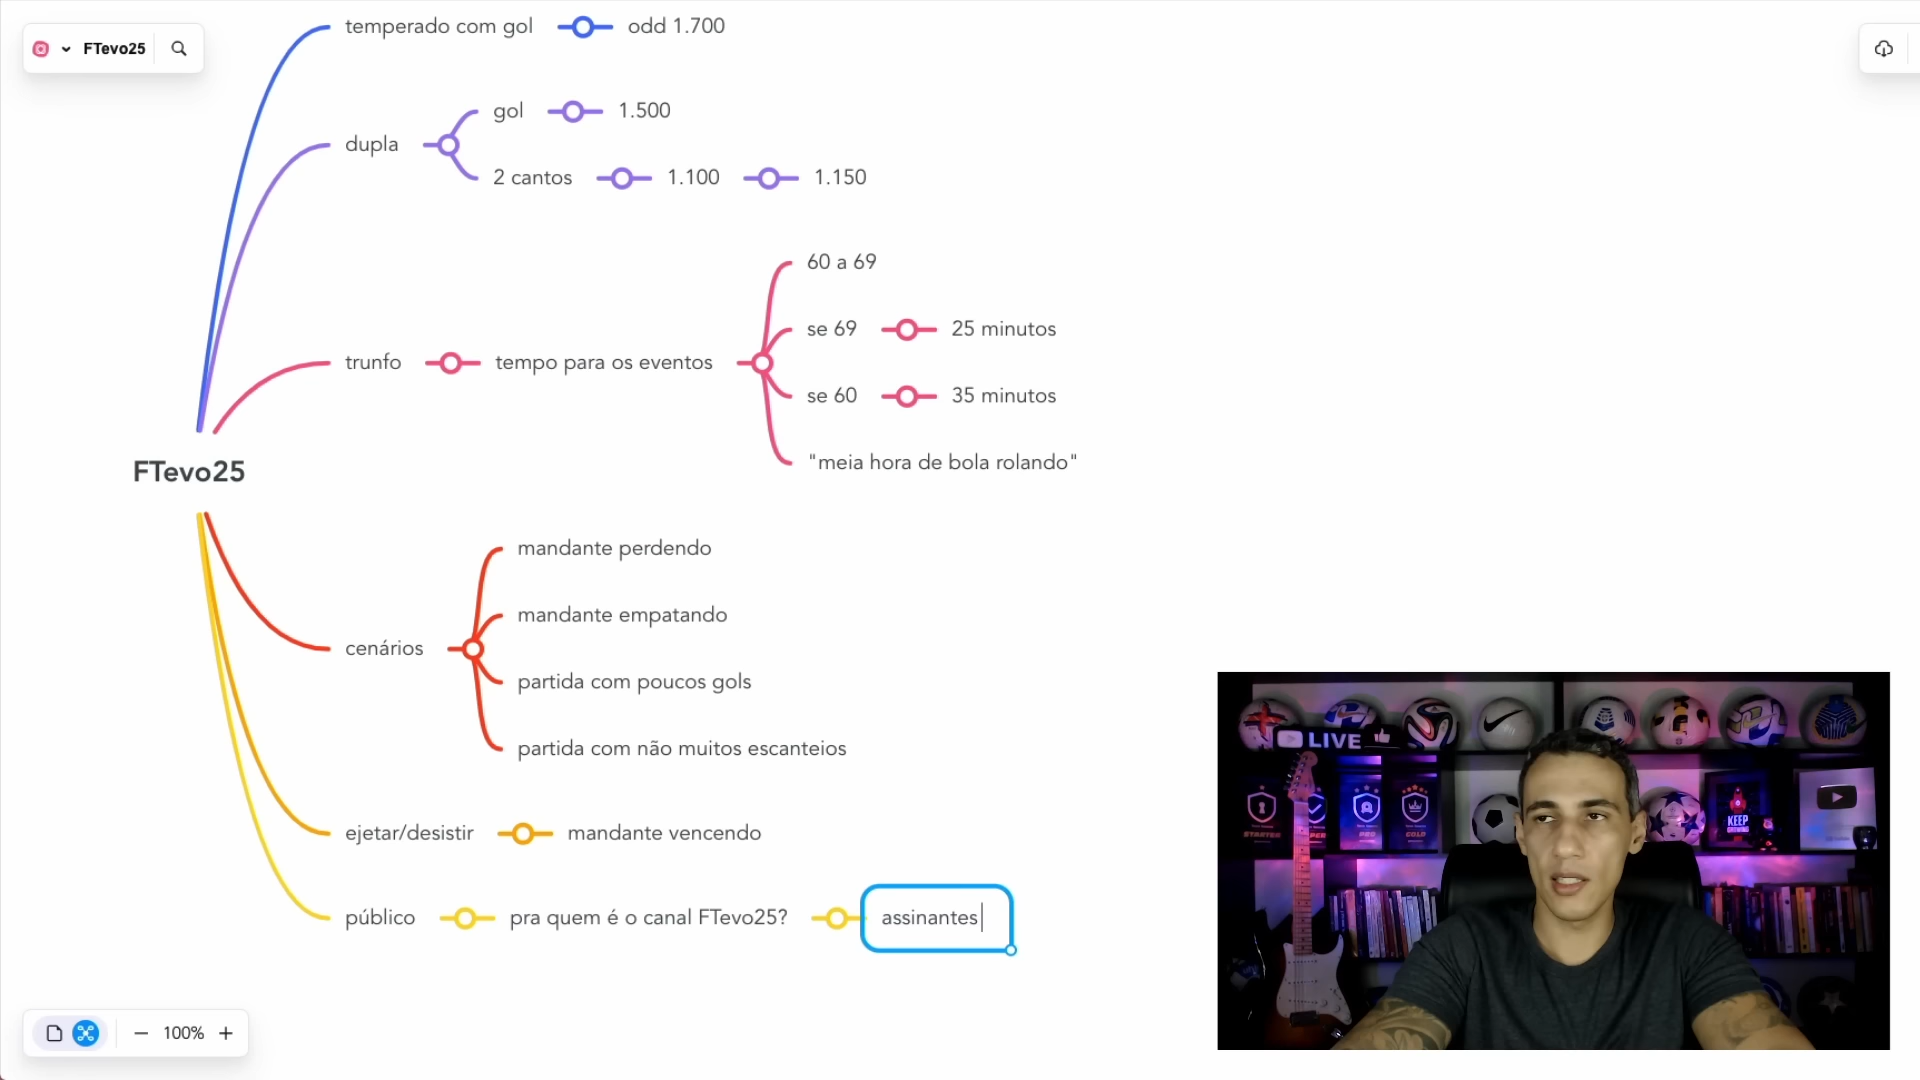 FTevo25
temperado com gol
odd 1.700
dupla
gol
1.500
2 cantos
1.100
1.150
trunfo
tempo para os eventos
60 a 69
se 69
25 minutos
se 60
35 minutos
"meia hora de bola rolando"
FTevo25
cenários
mandante perdendo
mandante empatando
partida com poucos gols
partida com não muitos escanteios
ejetar/desistir
mandante vencendo
público
pra quem é o canal FTevo25?
assinantes
100%
LIVE
STARTER
PRO
GOLD
KEEP